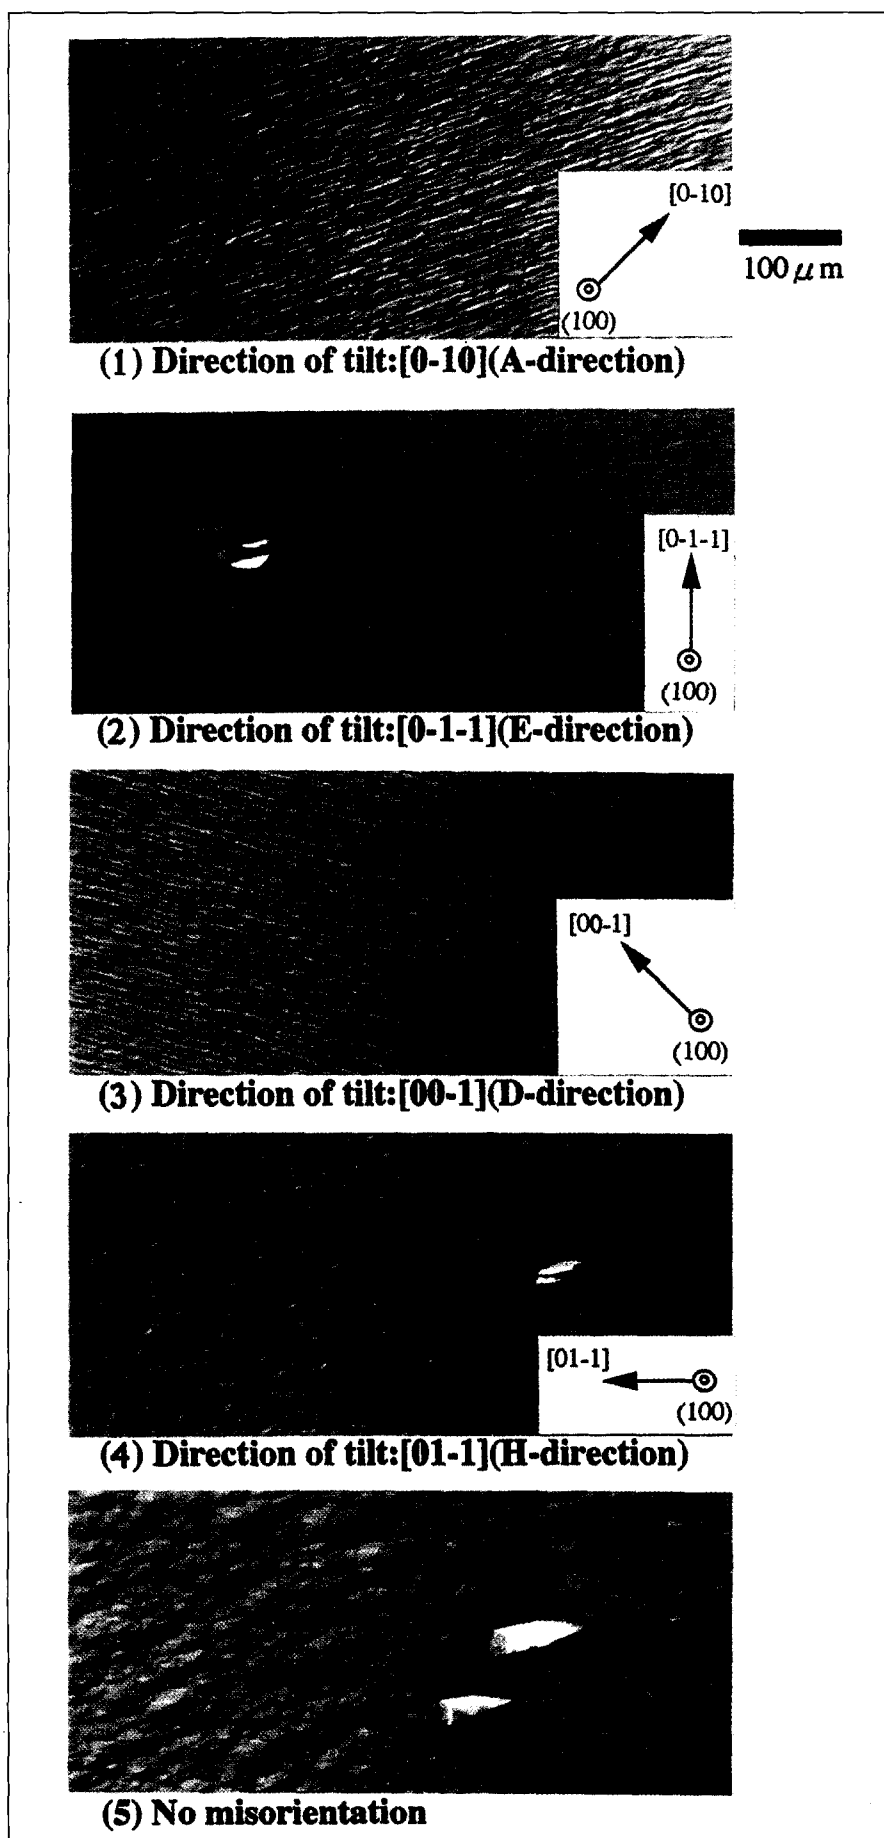 [0-10]
(100)
100 μ m
(1) Direction of tilt:[0-10](A-direction)
[0-1-1]
(100)
(2) Direction of tilt:[0-1-1](E-direction)
[00-1]
(100)
(3) Direction of tilt:[00-1](D-direction)
[01-1]
(100)
(4) Direction of tilt:[01-1](H-direction)
(5) No misorientation